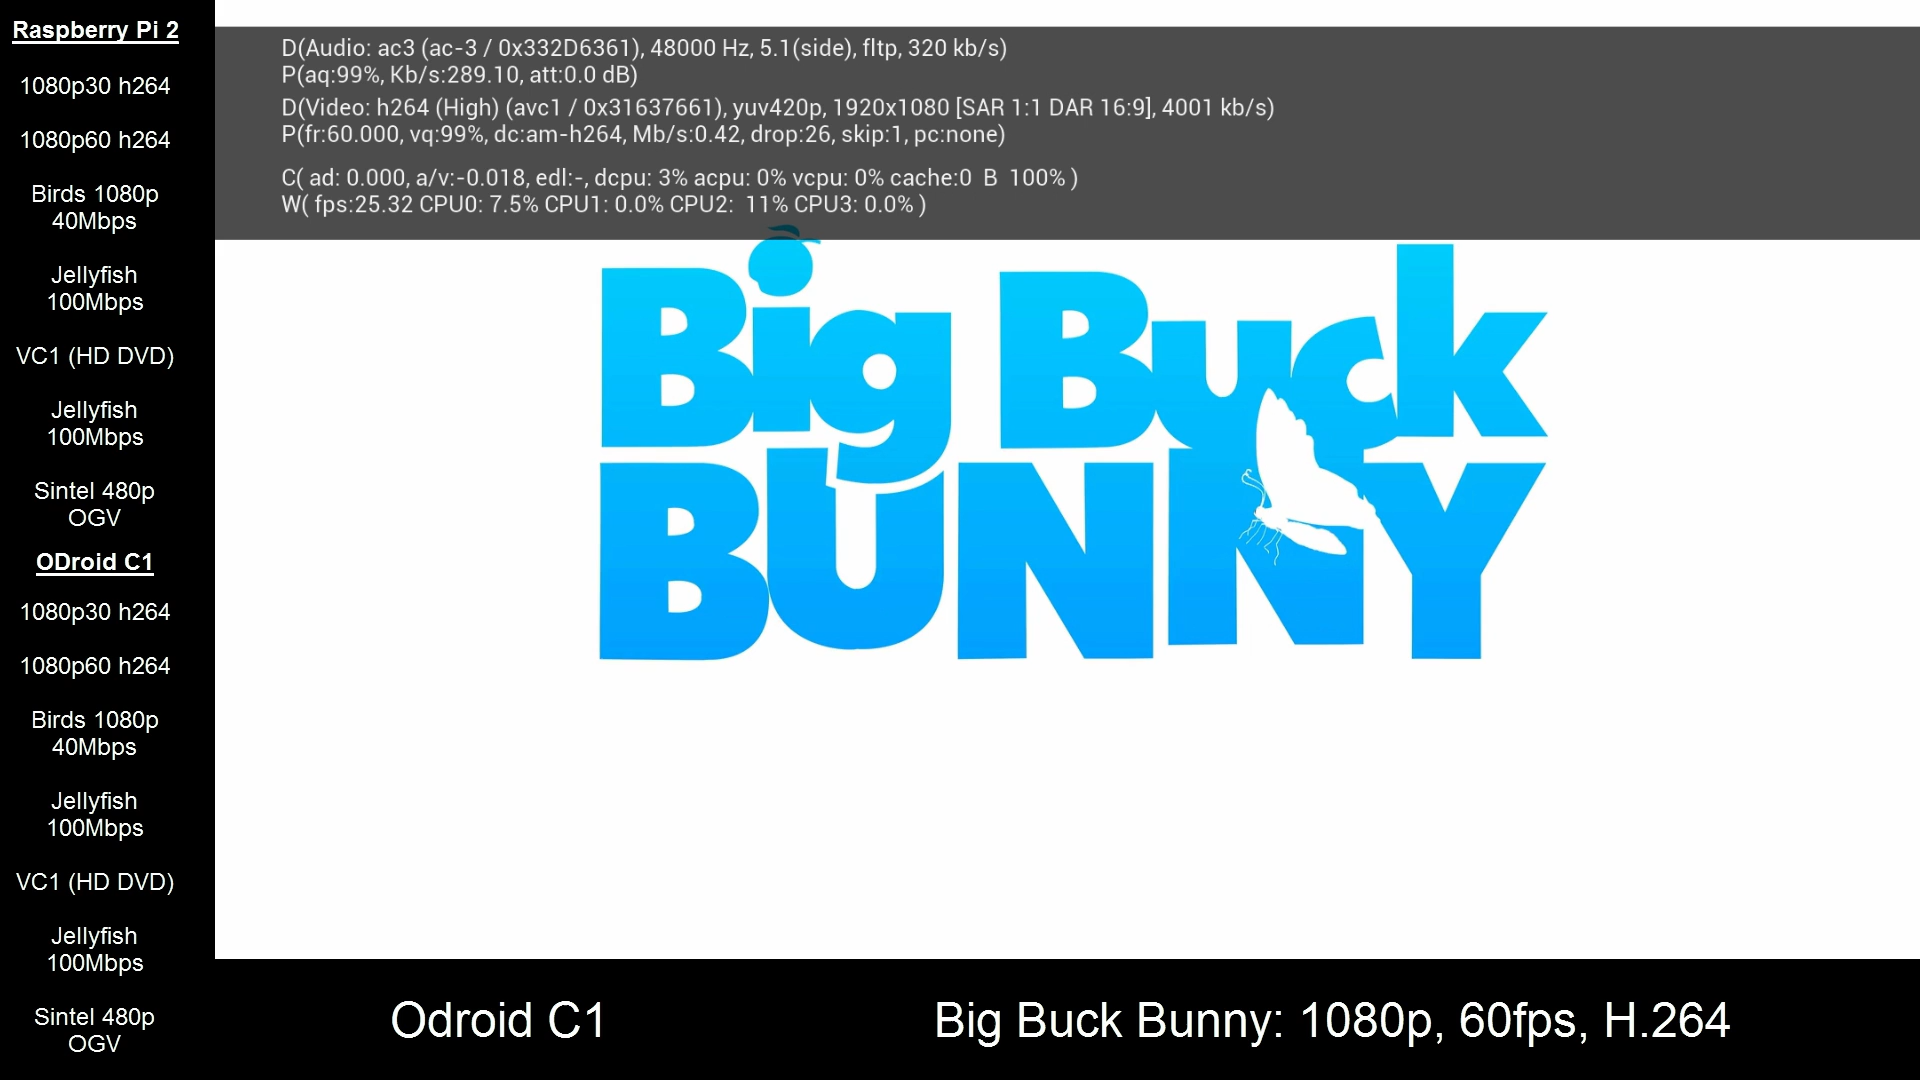 Raspberry Pi 2
1080p30 h264
1080p60 h264
Birds 1080p
40Mbps
Jellyfish
100Mbps
VC1 (HD DVD)
Jellyfish
100Mbps
Sintel 480p
OGV
ODroid C1
1080p30 h264
1080p60 h264
Birds 1080p
40Mbps
Jellyfish
100Mbps
VC1 (HD DVD)
Jellyfish
100Mbps
Sintel 480p
OGV
D(Audio: ac3 (ac-3 / 0x332D6361), 48000 Hz, 5.1(side), fltp, 320 kb/s)
P(aq:99%, Kb/s:289.10, att:0.0 dB)
D(Video: h264 (High) (avc1 / 0x31637661), yuv420p, 1920x1080 [SAR 1:1 DAR 16:9], 4001 kb/s)
P(fr:60.000, vq:99%, dc:am-h264, Mb/s:0.42, drop:26, skip:1, pc:none)
C( ad: 0.000, a/v:-0.018, edl:-, dcpu: 3% acpu: 0% vcpu: 0% cache:0 B 100% )
W( fps:25.32 CPU0: 7.5% CPU1: 0.0% CPU2: 11% CPU3: 0.0% )
Big Buck
BUNNY
Odroid C1
Big Buck Bunny: 1080p, 60fps, H.264